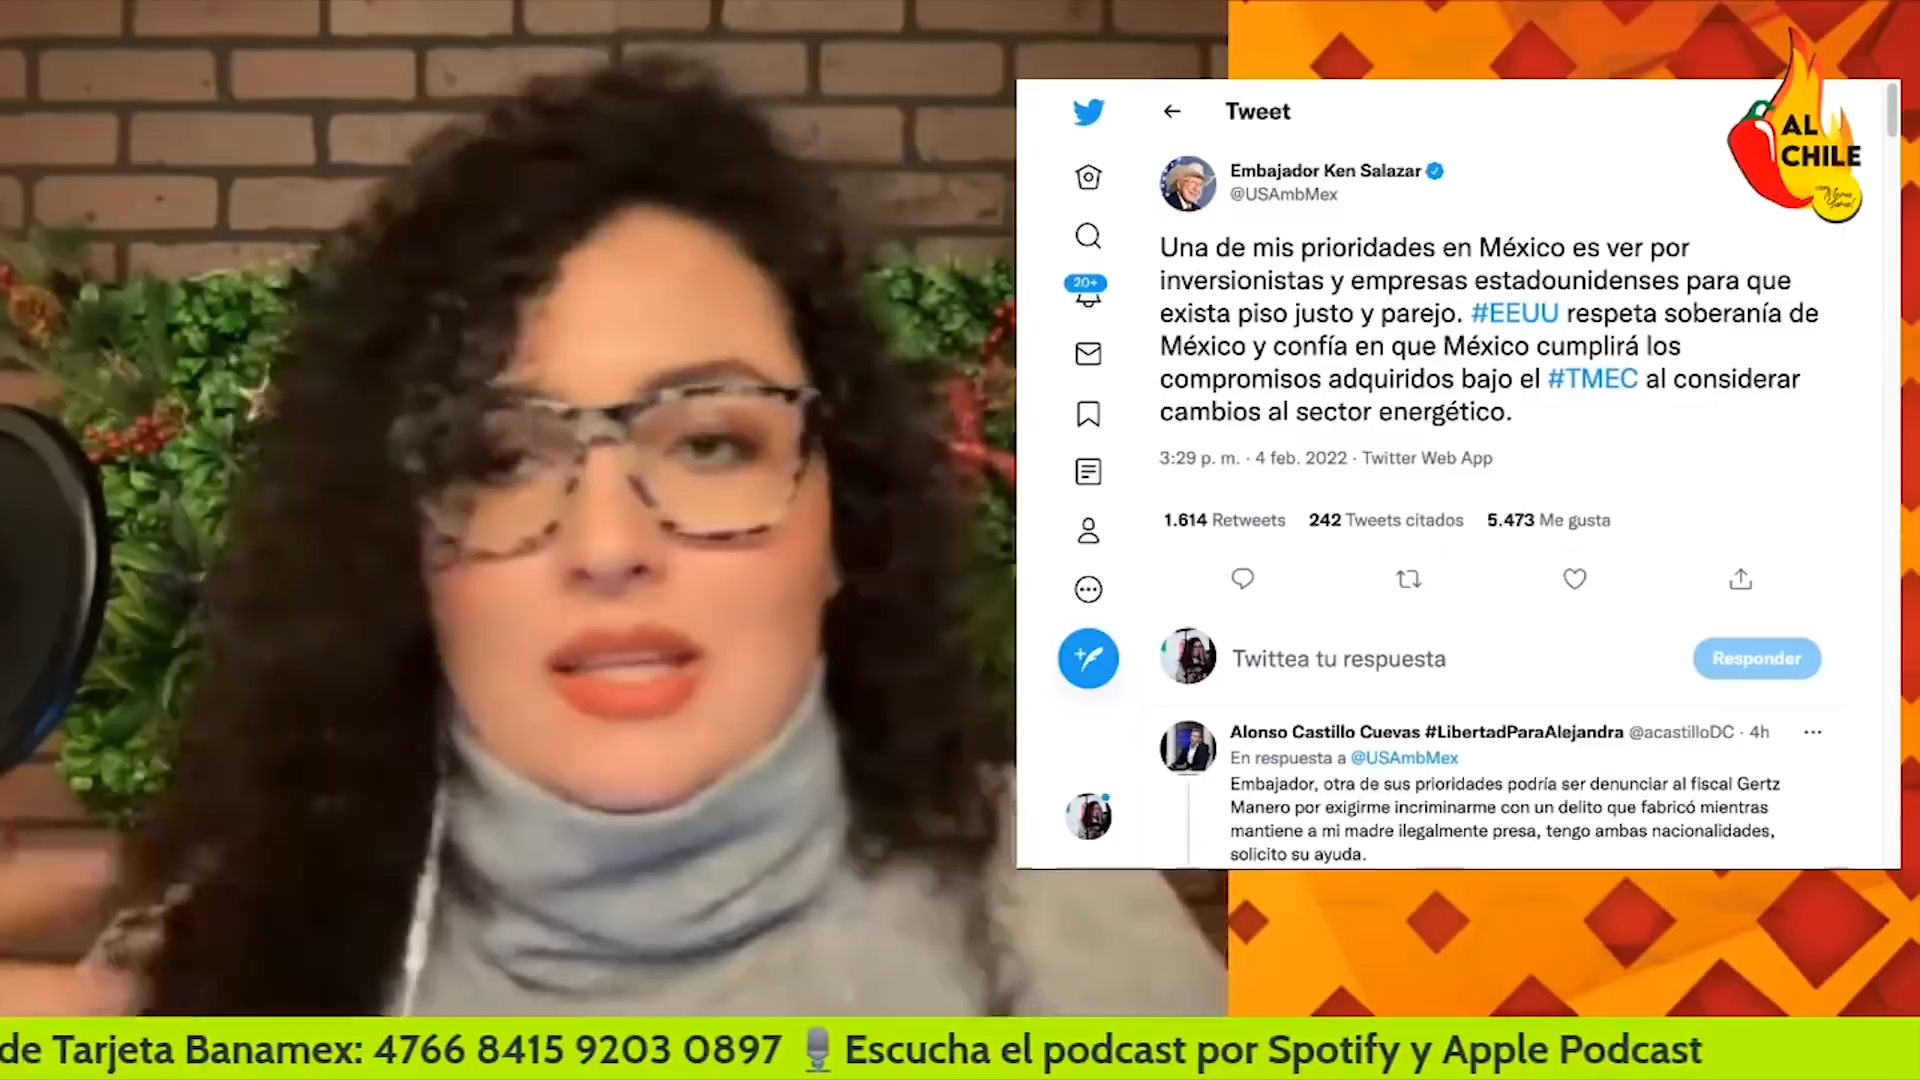 Tweet
AL
CHILE
con
Embajador Ken Salazar
@USAmbMex
Una de mis prioridades en México es ver por
inversionistas y empresas estadounidenses para que
exista piso justo y parejo. #EEUU respeta soberanía de
México y confía en que México cumplirá los
compromisos adquiridos bajo el #TMEC al considerar
cambios al sector energético.
3:29 p. m. · 4 feb. 2022 · Twitter Web App
1.614 Retweets 242 Tweets citados 5.473 Me gusta
20+
Twittea tu respuesta
Responder
Alonso Castillo Cuevas #LibertadParaAlejandra @acastilloDC · 4h
En respuesta a @USAmbMex
Embajador, otra de sus prioridades podría ser denunciar al fiscal Gertz
Manero por exigirme incriminarme con un delito que fabricó mientras
mantiene a mi madre ilegalmente presa, tengo ambas nacionalidades,
solicito su ayuda.
de Tarjeta Banamex: 4766 8415 9203 0897 🎙️Escucha el podcast por Spotify y Apple Podcast